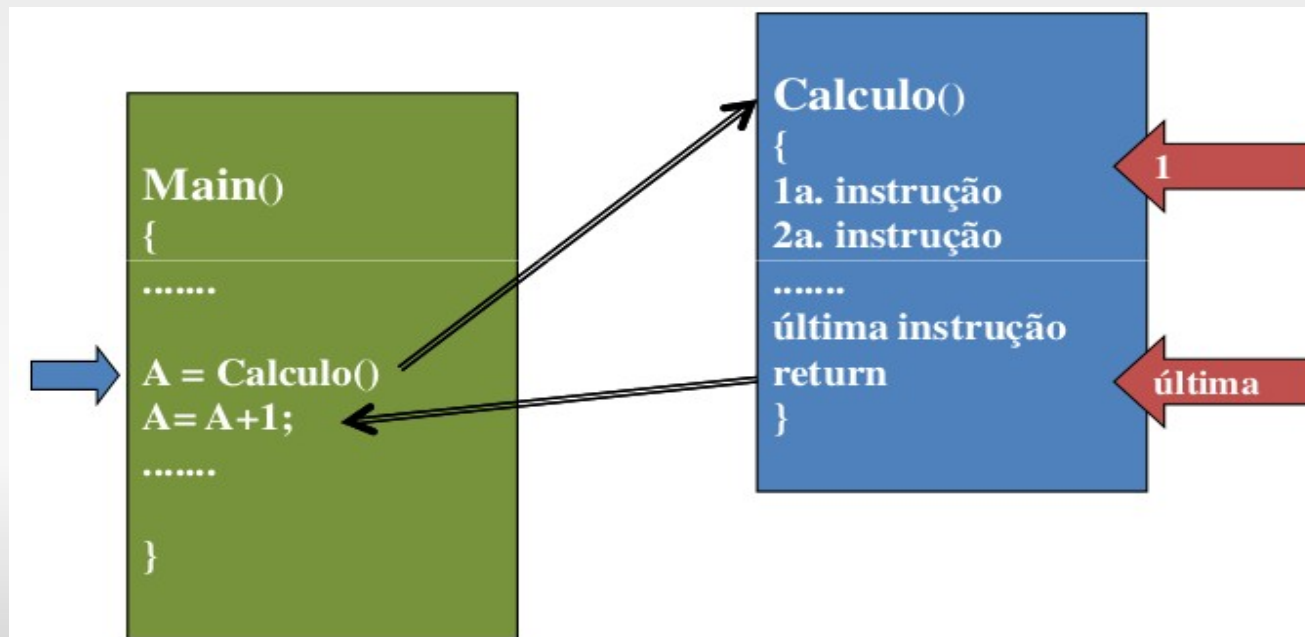 Main()
{
.......
A = Calculo()
A= A+1;
.......
}
Calculo()
{
1a. instrução
2a. instrução
.......
última instrução
return
}
1
última